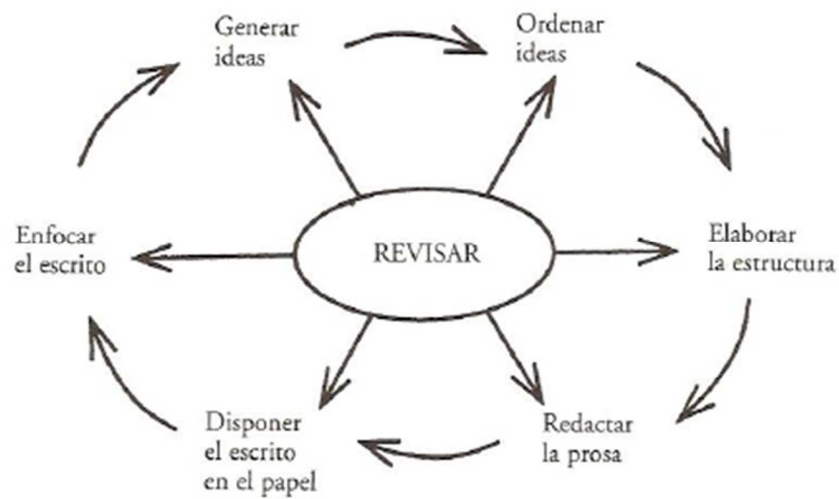 Generar
ideas
Ordenar
ideas
Enfocar
el escrito
REVISAR
Elaborar
la estructura
Disponer
el escrito
en el papel
Redactar
la prosa